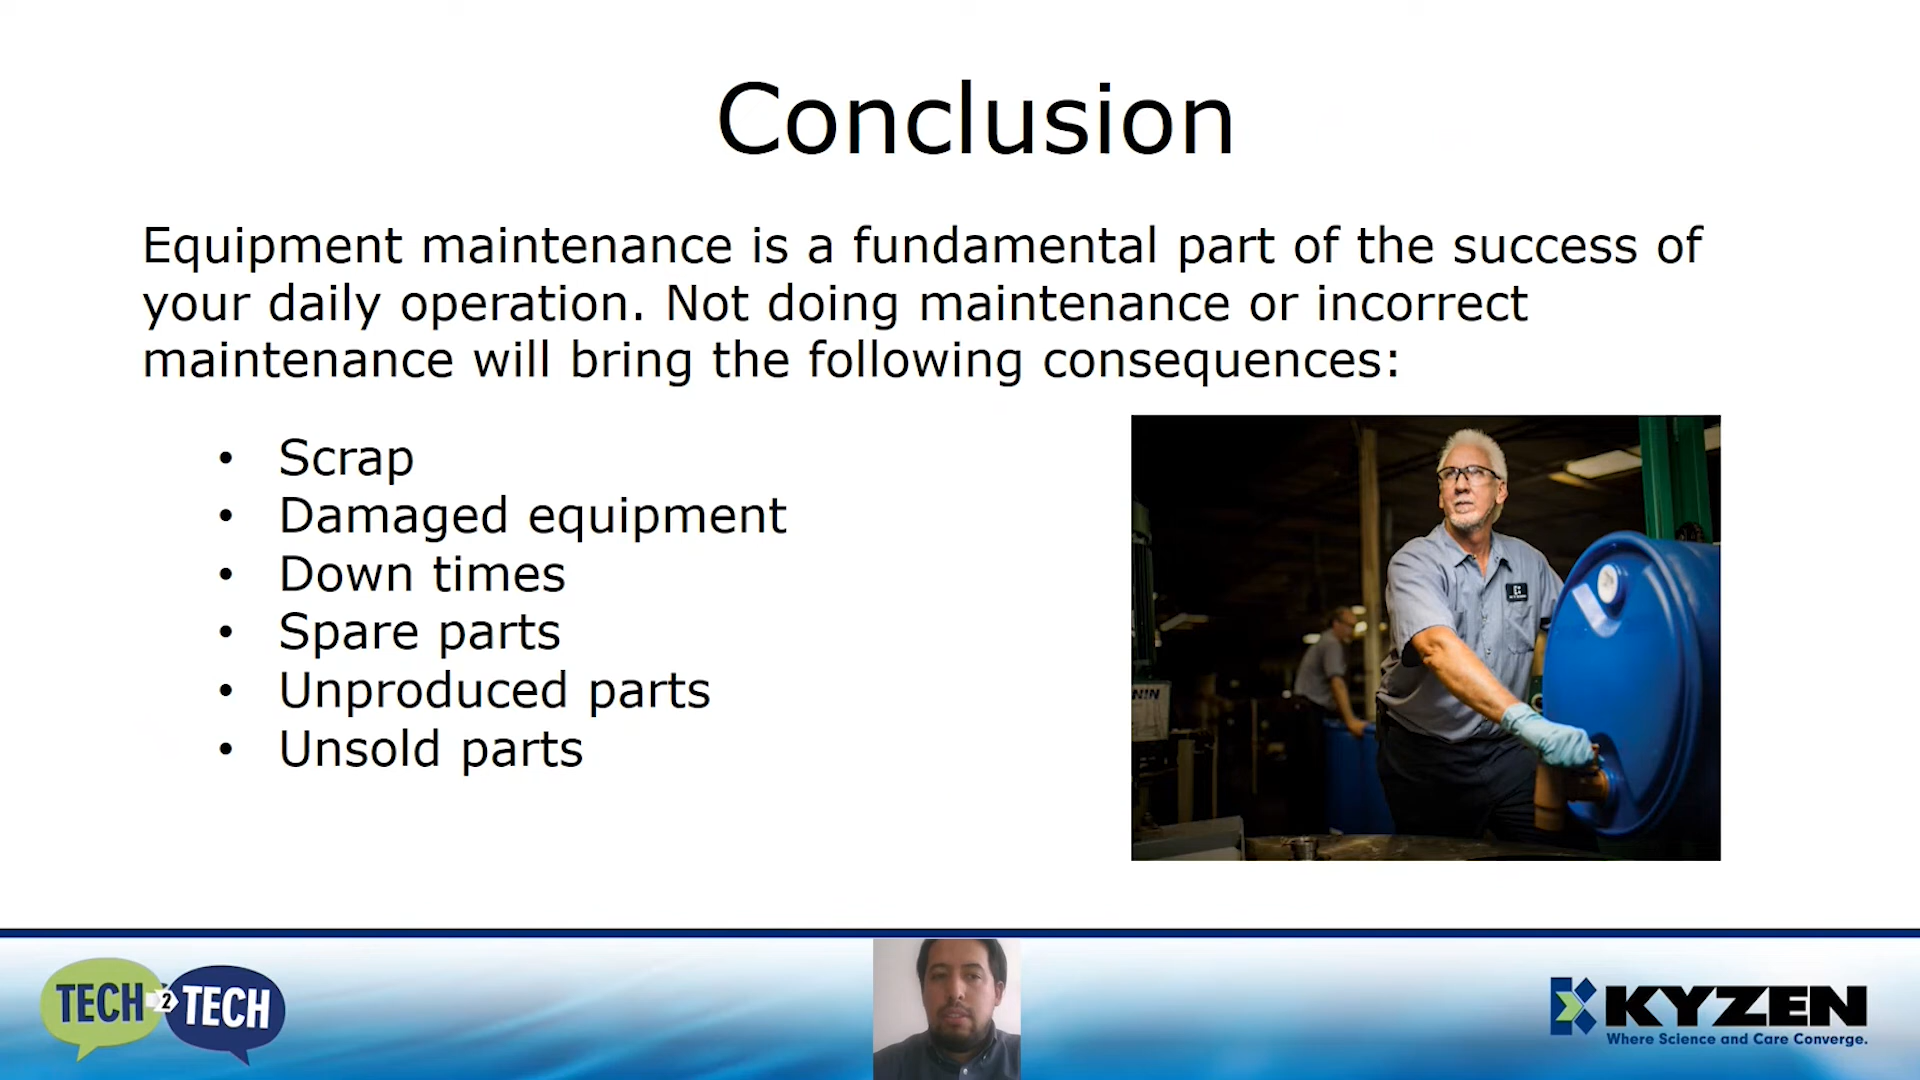 Conclusion
Equipment maintenance is a fundamental part of the success of
your daily operation. Not doing maintenance or incorrect
maintenance will bring the following consequences:
• Scrap
• Damaged equipment
• Down times
• Spare parts
• Unproduced parts
• Unsold parts
NIN
TECH 2 TECH
KYZEN
Where Science and Care Converge.